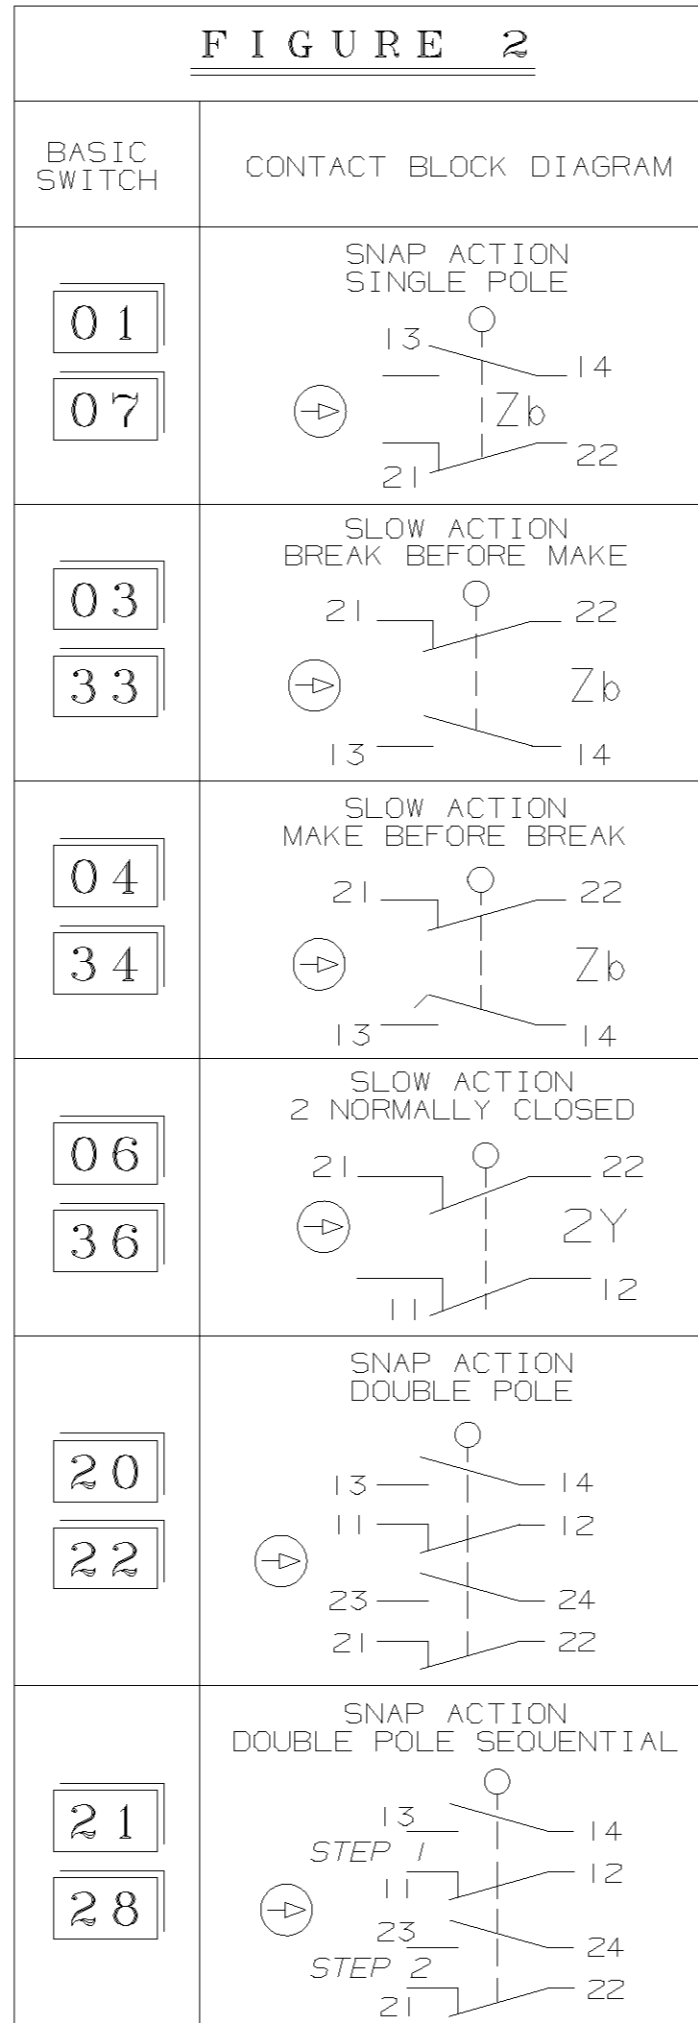 FIGURE 2
BASIC
SWITCH
CONTACT BLOCK DIAGRAM
01
07
SNAP ACTION
SINGLE POLE
13
14
Zb
21
22
03
33
SLOW ACTION
BREAK BEFORE MAKE
21
22
Zb
13
14
04
34
SLOW ACTION
MAKE BEFORE BREAK
21
22
Zb
13
14
06
36
SLOW ACTION
2 NORMALLY CLOSED
21
22
2Y
11
12
20
22
SNAP ACTION
DOUBLE POLE
13
14
11
12
23
24
21
22
21
28
SNAP ACTION
DOUBLE POLE SEQUENTIAL
13
14
STEP 1
11
12
23
24
STEP 2
21
22